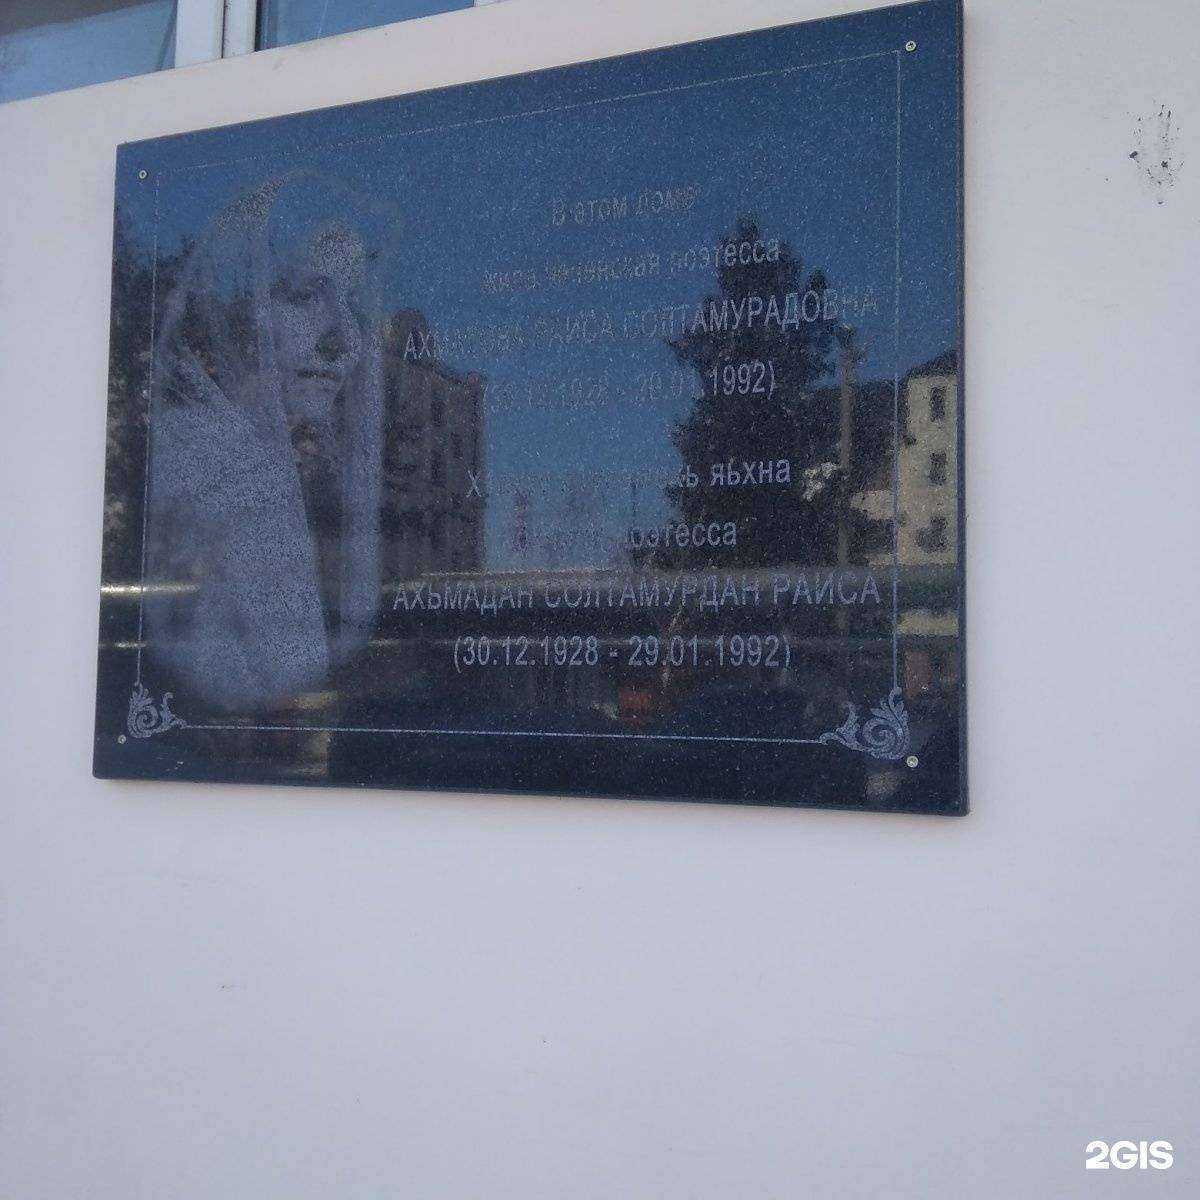 В этом доме
жила чеченская поэтесса
АХМАТОВА РАИСА СОЛТАМУРАДОВНА
(30.12.1928 - 29.01.1992)
яьхна
поэтесса
АХЬМАДАН СОЛТАМУРДАН РАИСА
(30.12.1928 - 29.01.1992)
2GIS